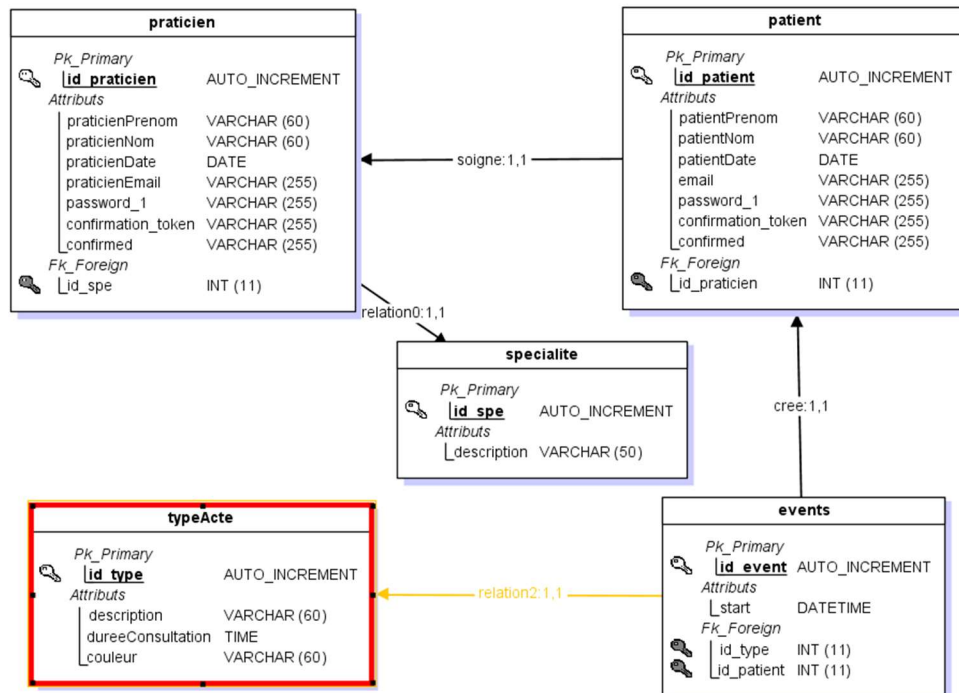 praticien
Pk_Primary
id_praticien AUTO_INCREMENT
Attributs
praticienPrenom VARCHAR (60)
praticienNom VARCHAR (60)
praticienDate DATE
praticienEmail VARCHAR (255)
password_1 VARCHAR (255)
confirmation_token VARCHAR (255)
confirmed VARCHAR (255)
Fk_Foreign
id_spe INT (11)
soigne:1,1
patient
Pk_Primary
id_patient AUTO_INCREMENT
Attributs
patientPrenom VARCHAR (60)
patientNom VARCHAR (60)
patientDate DATE
email VARCHAR (255)
password_1 VARCHAR (255)
confirmation_token VARCHAR (255)
confirmed VARCHAR (255)
Fk_Foreign
id_praticien INT (11)
relation0:1,1
specialite
Pk_Primary
id_spe AUTO_INCREMENT
Attributs
description VARCHAR (50)
cree:1,1
typeActe
Pk_Primary
id_type AUTO_INCREMENT
Attributs
description VARCHAR (60)
dureeConsultation TIME
couleur VARCHAR (60)
relation2:1,1
events
Pk_Primary
id_event AUTO_INCREMENT
Attributs
start DATETIME
Fk_Foreign
id_type INT (11)
id_patient INT (11)